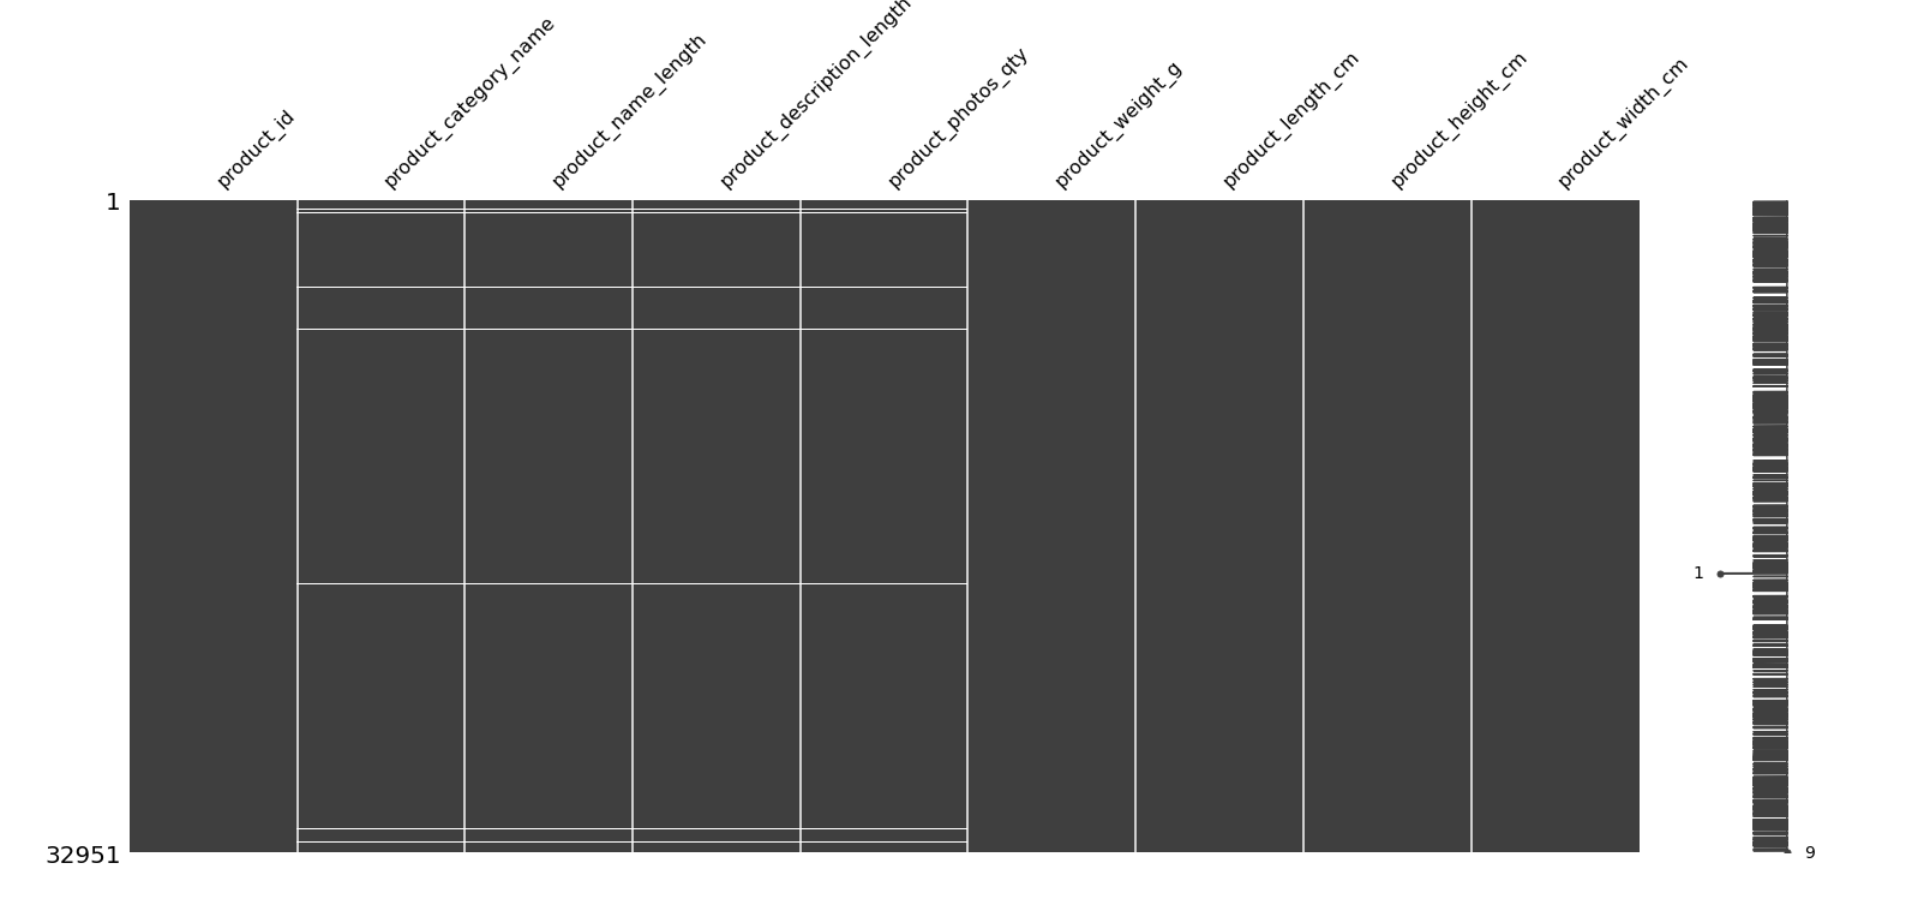 product_id
product_category_name
product_name_length
product_description_length
product_photos_qty
product_weight_g
product_length_cm
product_height_cm
product_width_cm
1
1
32951
9